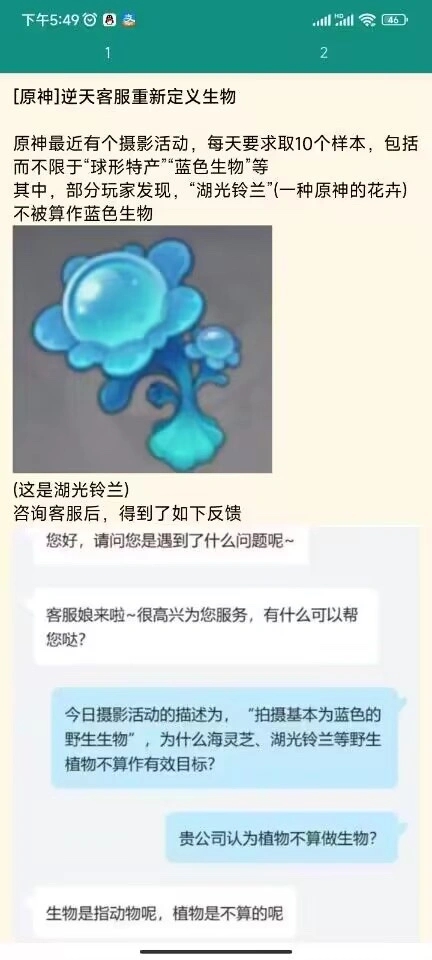 下午5:49
46
1
2
[原神]逆天客服重新定义生物
原神最近有个摄影活动，每天要求取10个样本，包括
而不限于“球形特产”“蓝色生物”等
其中，部分玩家发现，“湖光铃兰”(一种原神的花卉)
不被算作蓝色生物
(这是湖光铃兰)
咨询客服后，得到了如下反馈
您好，请问您是遇到了什么问题呢~
客服娘来啦~很高兴为您服务，有什么可以帮
您哒？
今日摄影活动的描述为，“拍摄基本为蓝色的
野生生物”，为什么海灵芝、湖光铃兰等野生
植物不算作有效目标？
贵公司认为植物不算做生物？
生物是指动物呢，植物是不算的呢